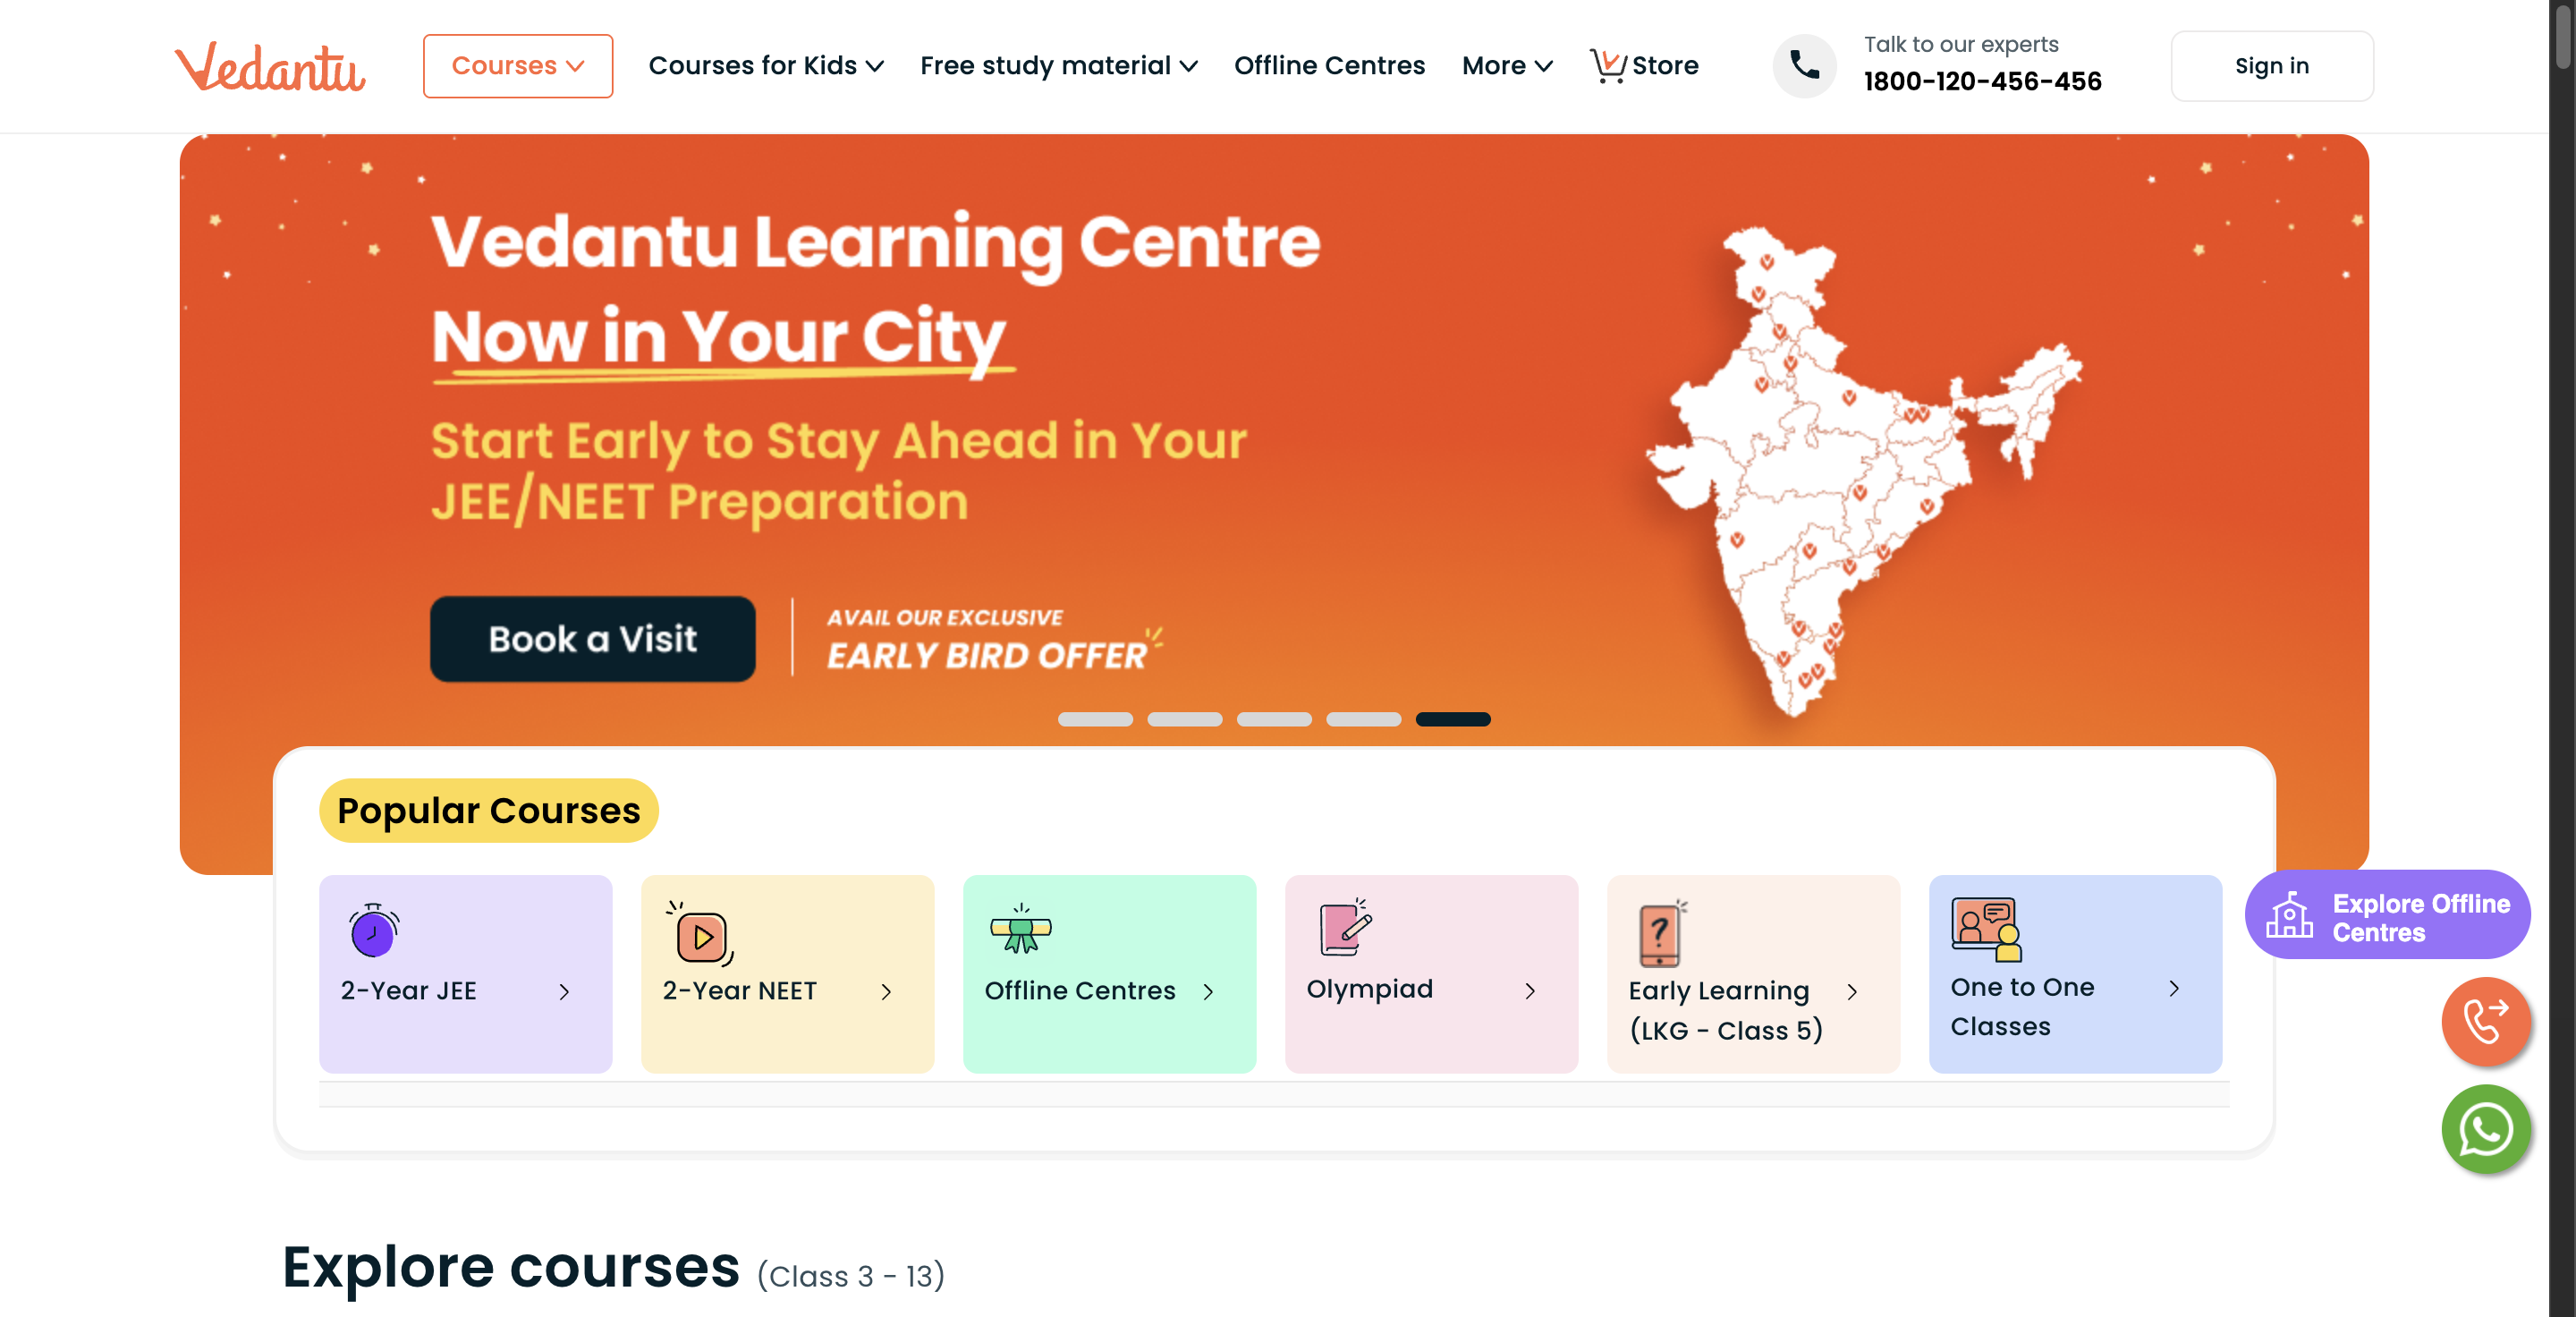 Vedantu
Courses
Courses for Kids
Free study material
Offline Centres
More
Store
Talk to our experts
1800-120-456-456
Sign in
Vedantu Learning Centre
Now in Your City
Start Early to Stay Ahead in Your
JEE/NEET Preparation
Book a Visit
AVAIL OUR EXCLUSIVE
EARLY BIRD OFFER
Popular Courses
2-Year JEE
2-Year NEET
Offline Centres
Olympiad
Early Learning
(LKG - Class 5)
One to One
Classes
Explore Offline
Centres
Explore courses (Class 3 - 13)